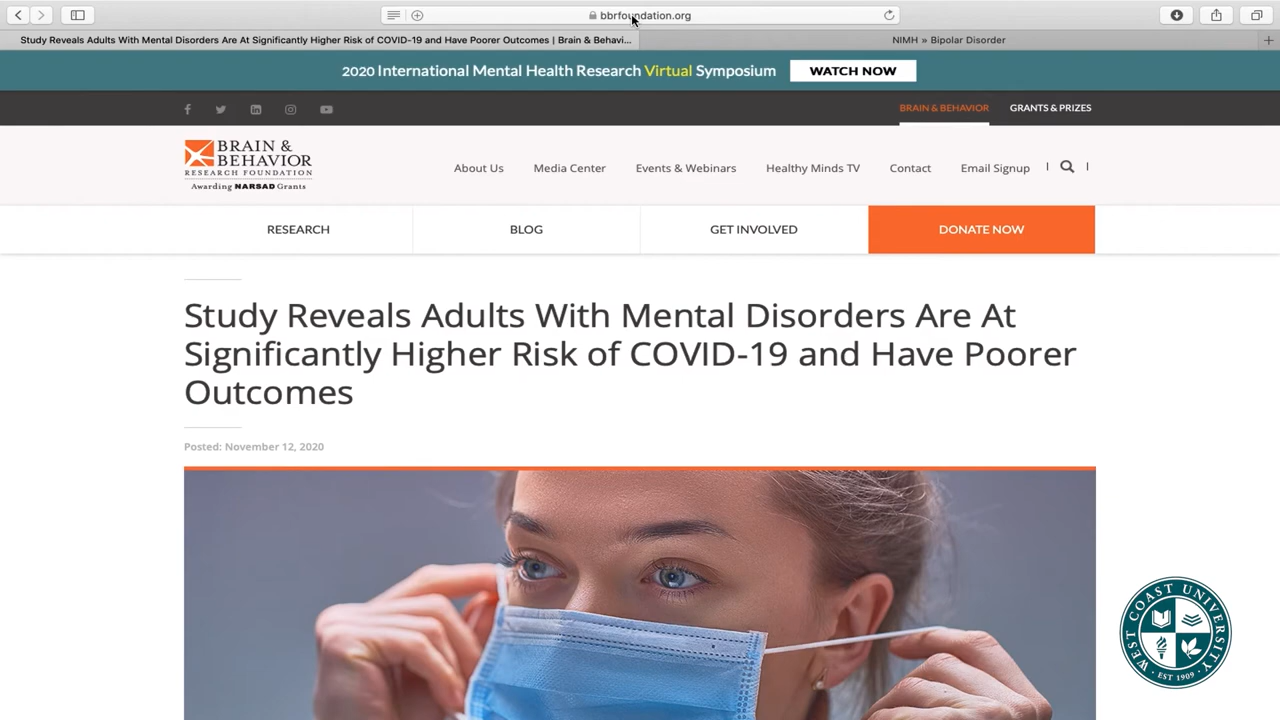 bbrfoundation.org
Study Reveals Adults With Mental Disorders Are At Significantly Higher Risk of COVID-19 and Have Poorer Outcomes | Brain & Behavi...
NIMH » Bipolar Disorder
2020 International Mental Health Research Virtual Symposium
WATCH NOW
BRAIN & BEHAVIOR
GRANTS & PRIZES
BRAIN &
BEHAVIOR
RESEARCH FOUNDATION
Awarding NARSAD Grants
About Us
Media Center
Events & Webinars
Healthy Minds TV
Contact
Email Signup
RESEARCH
BLOG
GET INVOLVED
DONATE NOW
Study Reveals Adults With Mental Disorders Are At
Significantly Higher Risk of COVID-19 and Have Poorer
Outcomes
Posted: November 12, 2020
WEST COAST UNIVERSITY
EST 1909